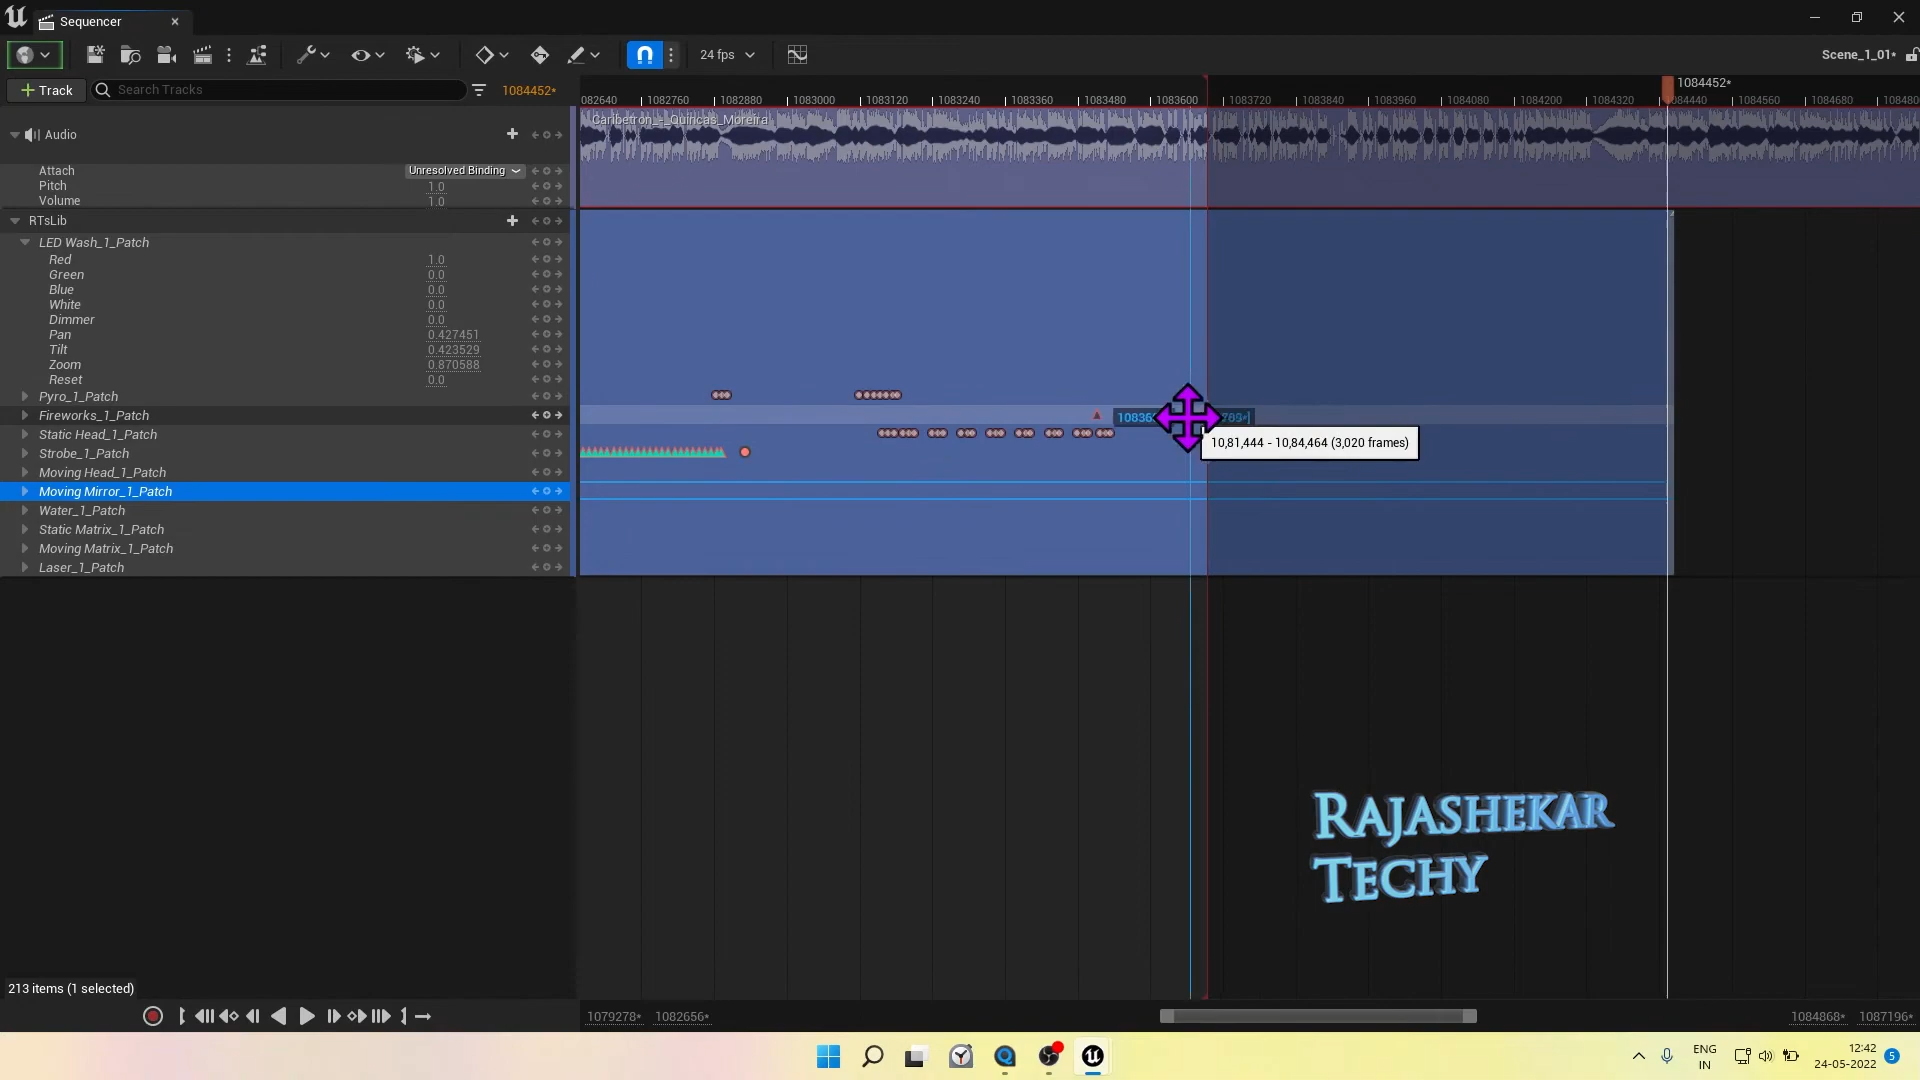 Sequencer
24 fps
Scene_1_01*
Track
Search Tracks
1084452*
1084452*
082640 1082760 1082880 1083000 1083120 1083240 1083360 1083480 1083600 1083720 1083840 1083960 1084080 1084200 1084320 1084440 1084560 1084680 108480
Caribetron_-_Quincas_Moreira
Audio
Attach Unresolved Binding
Pitch 1.0
Volume 1.0
RTsLib
LED Wash_1_Patch
Red 1.0
Green 0.0
Blue 0.0
White 0.0
Dimmer 0.0
Pan 0.427451
Tilt 0.423529
Zoom 0.870588
Reset 0.0
Pyro_1_Patch
Fireworks_1_Patch
Static Head_1_Patch
10,81,444 - 10,84,464 (3,020 frames)
Strobe_1_Patch
Moving Head_1_Patch
Moving Mirror_1_Patch
Water_1_Patch
Static Matrix_1_Patch
Moving Matrix_1_Patch
Laser_1_Patch
Rajashekar
Techy
213 items (1 selected)
1079278* 1082656* 1084868* 1087196*
ENG
IN
12:42
24-05-2022
5